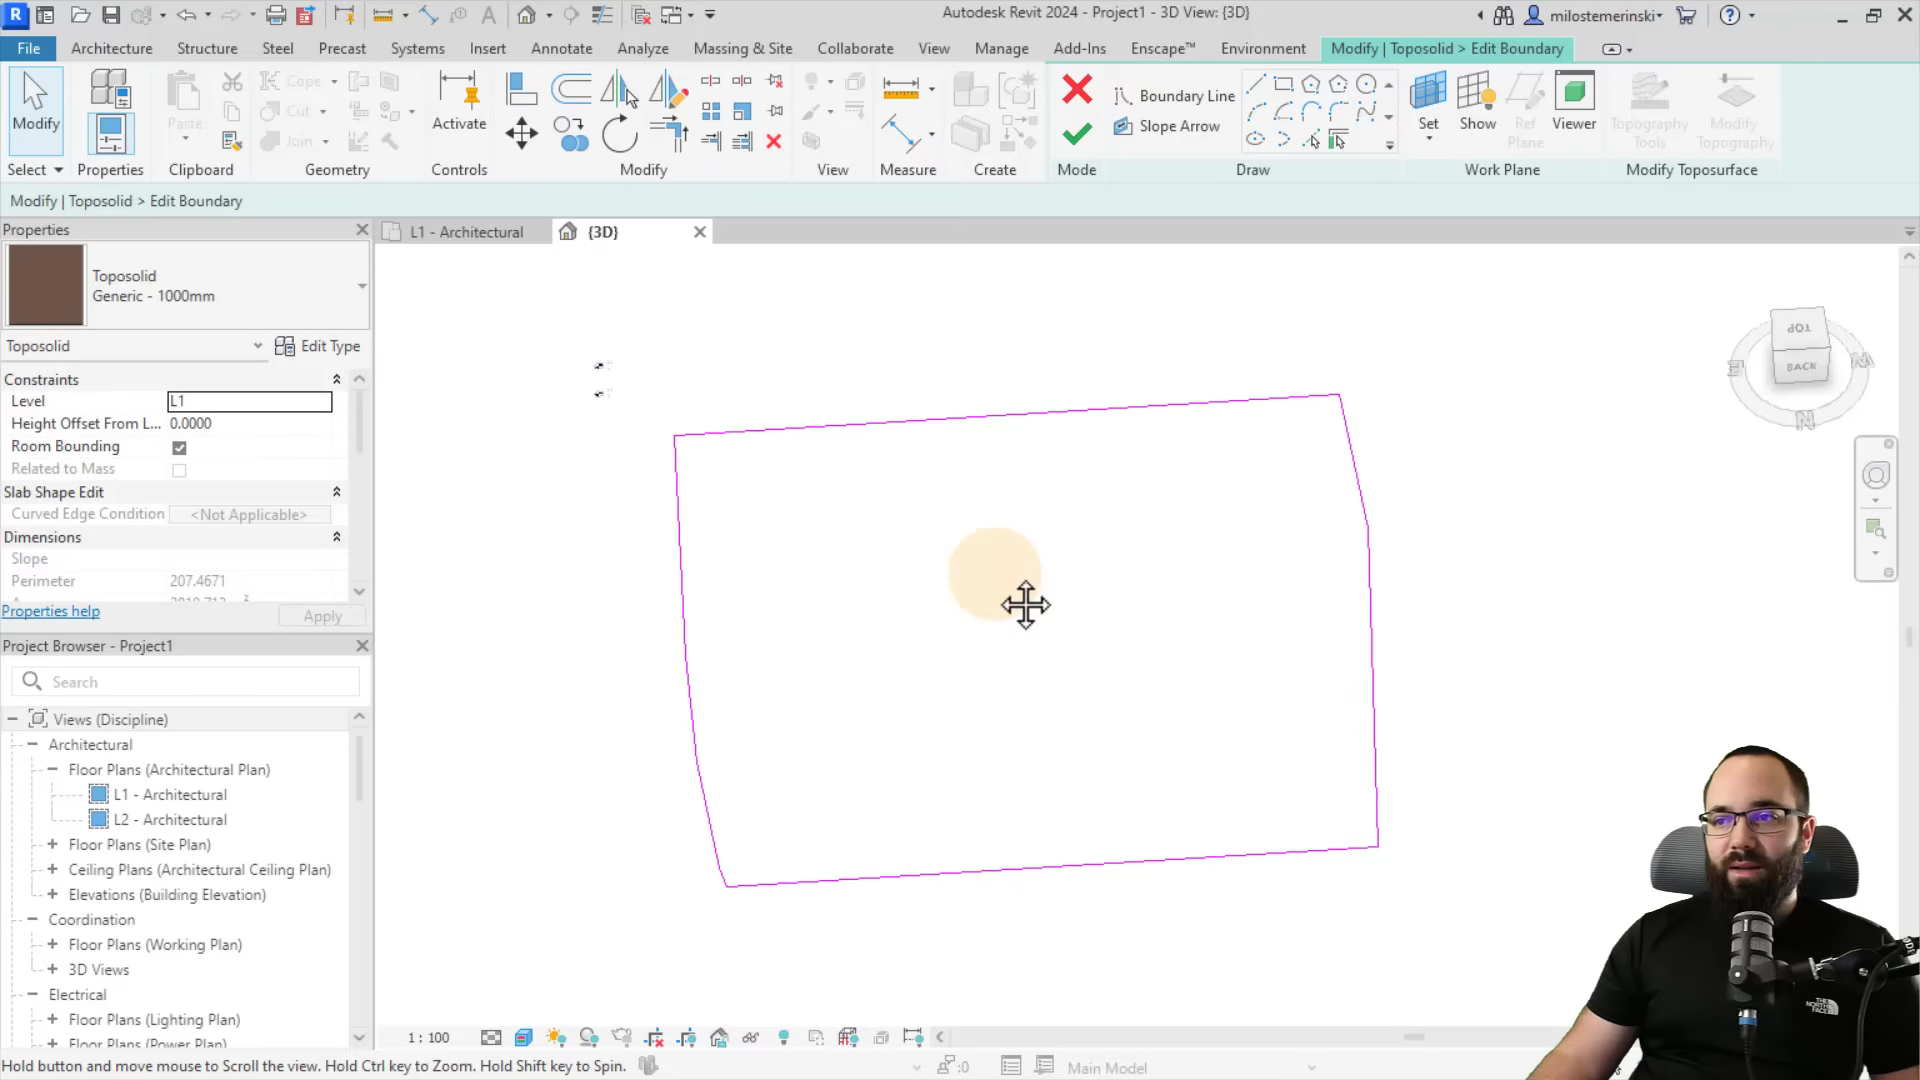 Autodesk Revit 2024 - Project1 - 3D View: {3D}
milostemerinski
File
Architecture
Structure
Steel
Precast
Systems
Insert
Annotate
Analyze
Massing & Site
Collaborate
View
Manage
Add-Ins
Enscape™
Environment
Modify | Toposolid > Edit Boundary
Modify
Paste
Cope
Cut
Join
Activate
Boundary Line
Slope Arrow
Set
Show
Ref Plane
Viewer
Topography Tools
Modify Topography
Select
Properties
Clipboard
Geometry
Controls
Modify
View
Measure
Create
Mode
Draw
Work Plane
Modify Toposurface
Modify | Toposolid > Edit Boundary
Properties
L1 - Architectural
{3D}
Toposolid
Generic - 1000mm
Toposolid
Edit Type
Constraints
Level
L1
Height Offset From L...
0.0000
Room Bounding
Related to Mass
Slab Shape Edit
Curved Edge Condition
<Not Applicable>
Dimensions
Slope
Perimeter
207.4671
Properties help
Apply
Project Browser - Project1
Search
Views (Discipline)
Architectural
Floor Plans (Architectural Plan)
L1 - Architectural
L2 - Architectural
Floor Plans (Site Plan)
Ceiling Plans (Architectural Ceiling Plan)
Elevations (Building Elevation)
Coordination
Floor Plans (Working Plan)
3D Views
Electrical
Floor Plans (Lighting Plan)
Floor Plans (Power Plan)
TOP
BACK
N
1 : 100
Hold button and move mouse to Scroll the view. Hold Ctrl key to Zoom. Hold Shift key to Spin.
:0
Main Model
THE NORTH FACE